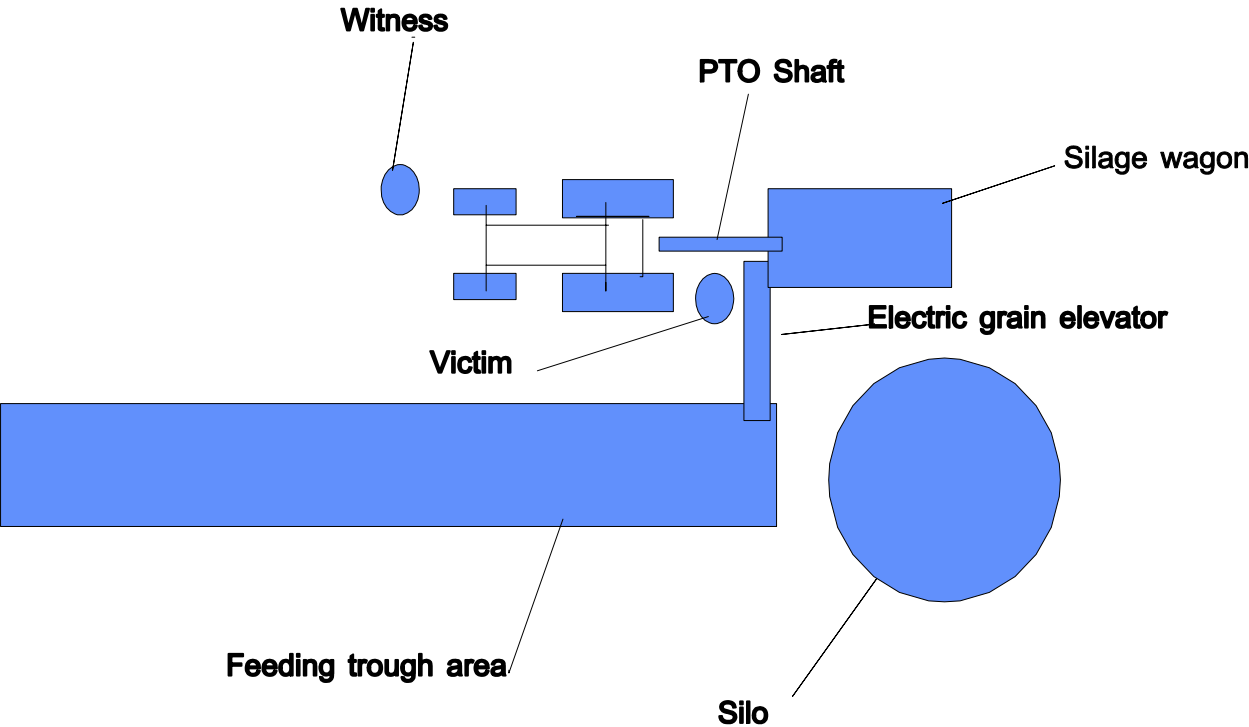 Witness
PTO Shaft
Silage wagon
Electric grain elevator
Victim
Feeding trough area
Silo